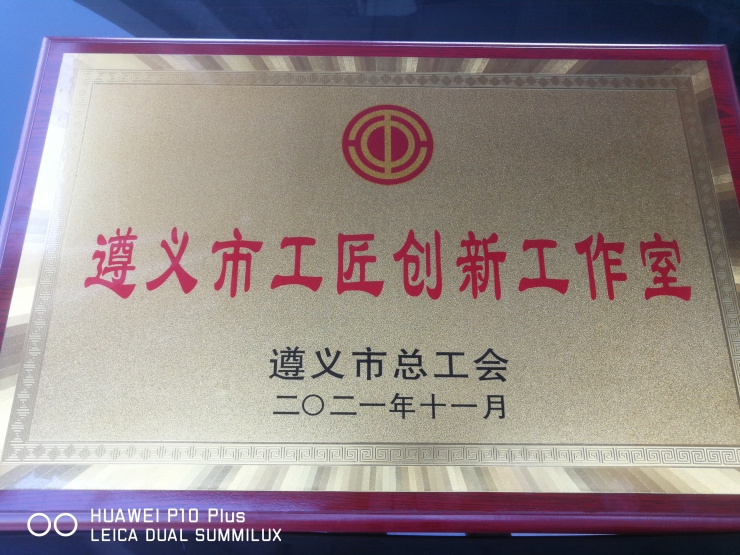 遵义市工匠创新工作室
遵义市总工会
二〇二一年十一月
HUAWEI P10 Plus
LEICA DUAL SUMMILUX